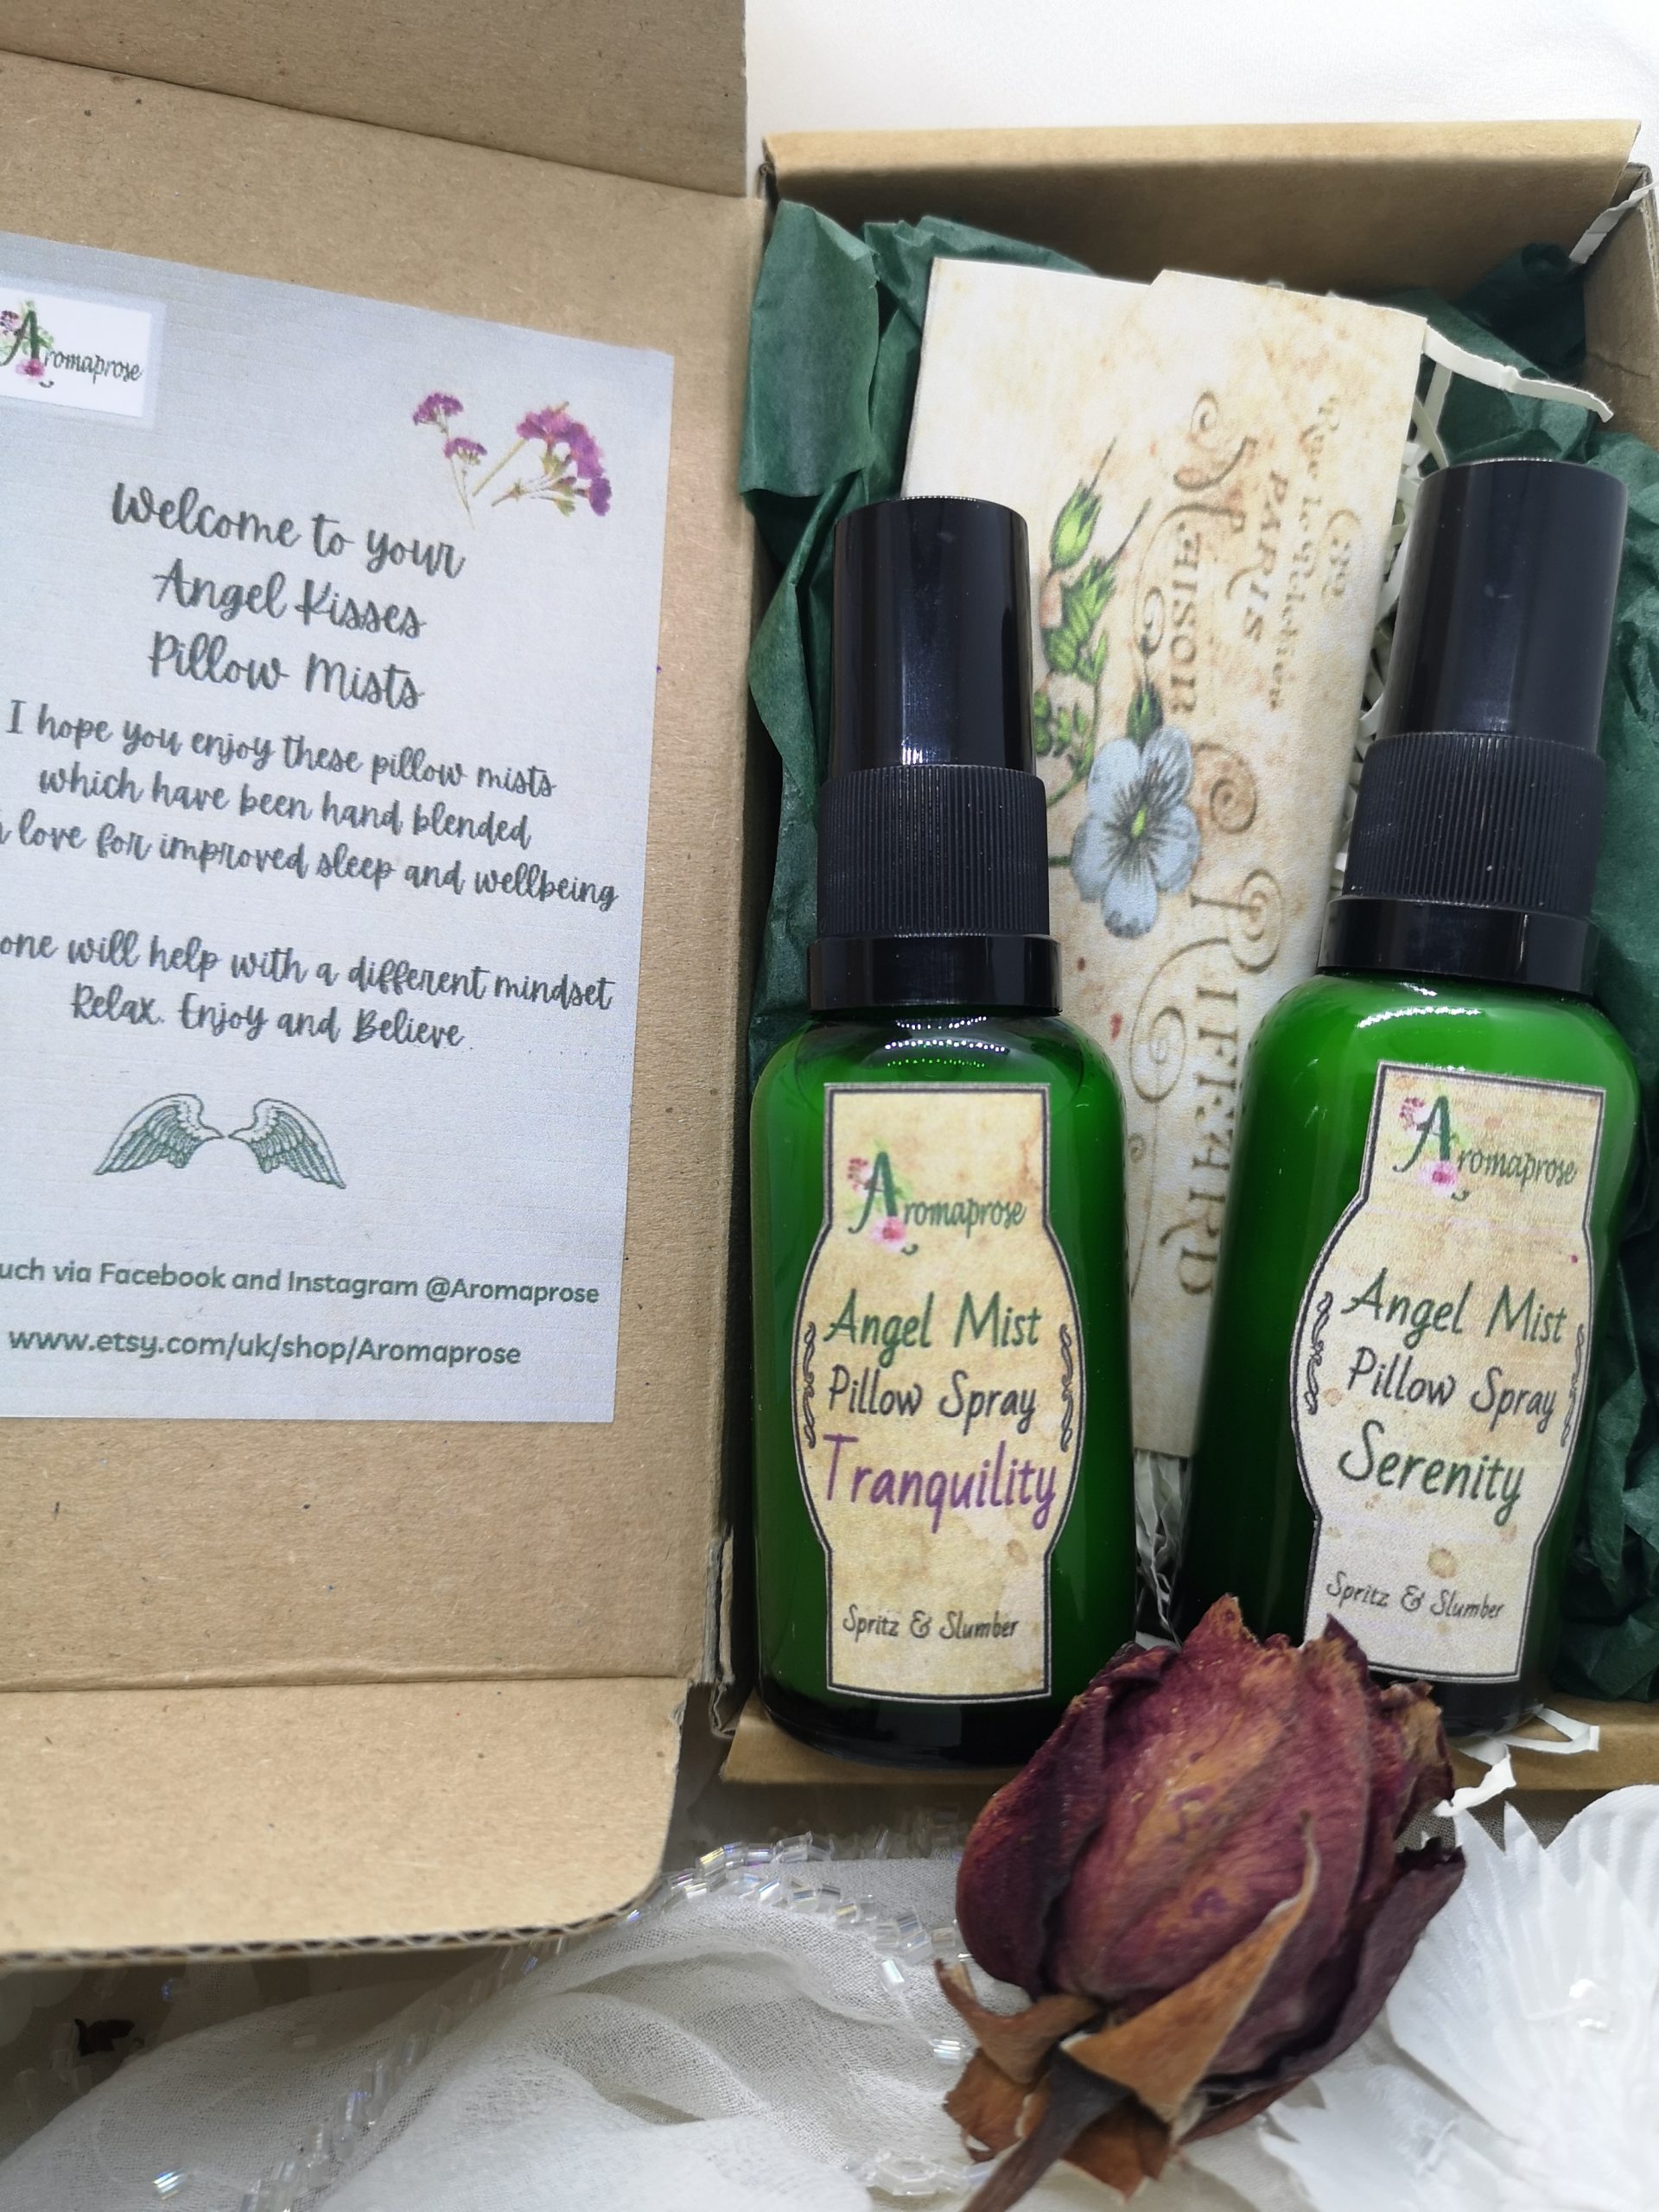 Aromaprose
Welcome to your
Angel Kisses
Pillow Mists
I hope you enjoy these pillow mists
which have been hand blended
love for improved sleep and wellbeing
one will help with a different mindset
Relax. Enjoy and Believe.
via Facebook and Instagram @Aromaprose
www.etsy.com/uk/shop/Aromaprose
PARIS
Maison
Riffard
Aromaprose
Angel Mist
Pillow Spray
Tranquility
Spritz & Slumber
Aromaprose
Angel Mist
Pillow Spray
Serenity
Spritz & Slumber